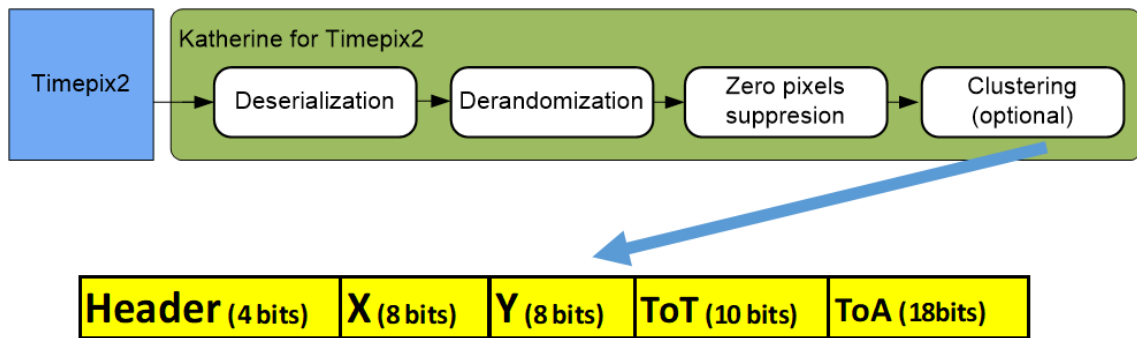 Timepix2
Katherine for Timepix2
Deserialization
Derandomization
Zero pixels
suppresion
Clustering
(optional)
Header (4 bits) X (8 bits) Y (8 bits) ToT (10 bits) ToA (18bits)